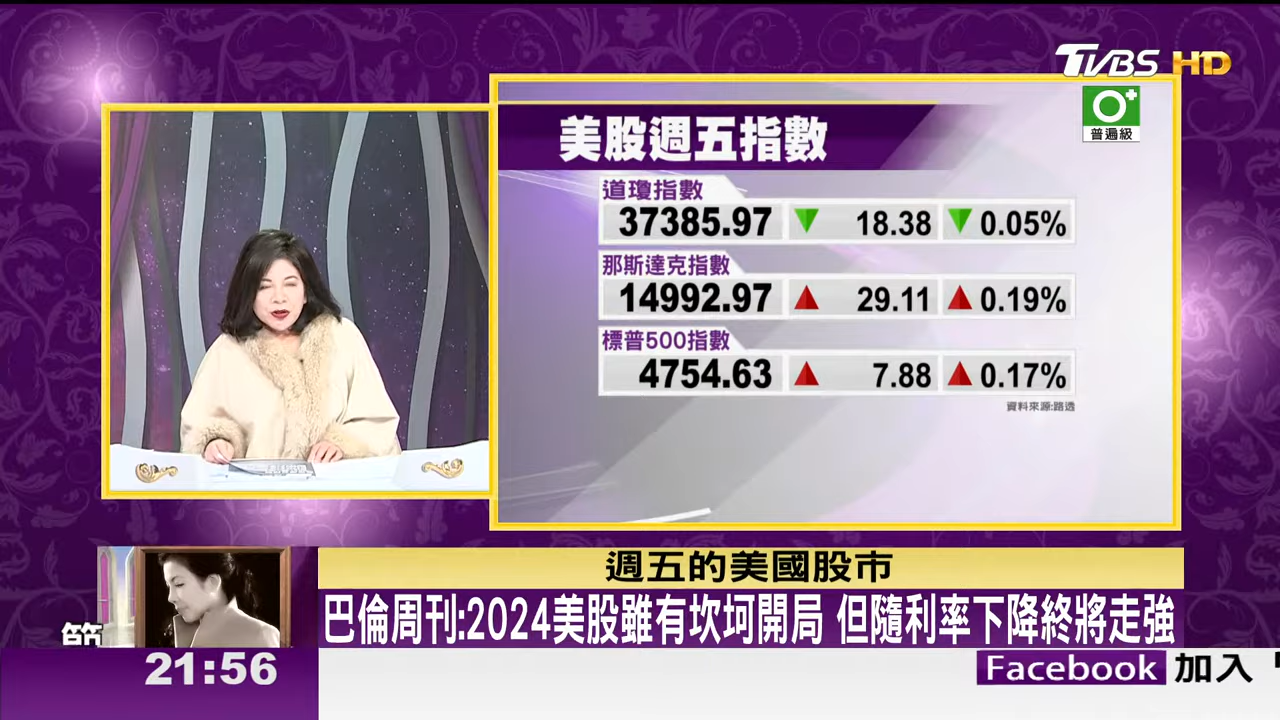 TVBS HD
普遍級
美股週五指數
道瓊指數
37385.97 ▼ 18.38 ▼ 0.05%
那斯達克指數
14992.97 ▲ 29.11 ▲ 0.19%
標普500指數
4754.63 ▲ 7.88 ▲ 0.17%
資料來源:路透
週五的美國股市
巴倫周刊:2024美股雖有坎坷開局 但隨利率下降終將走強
21:56
Facebook 加入